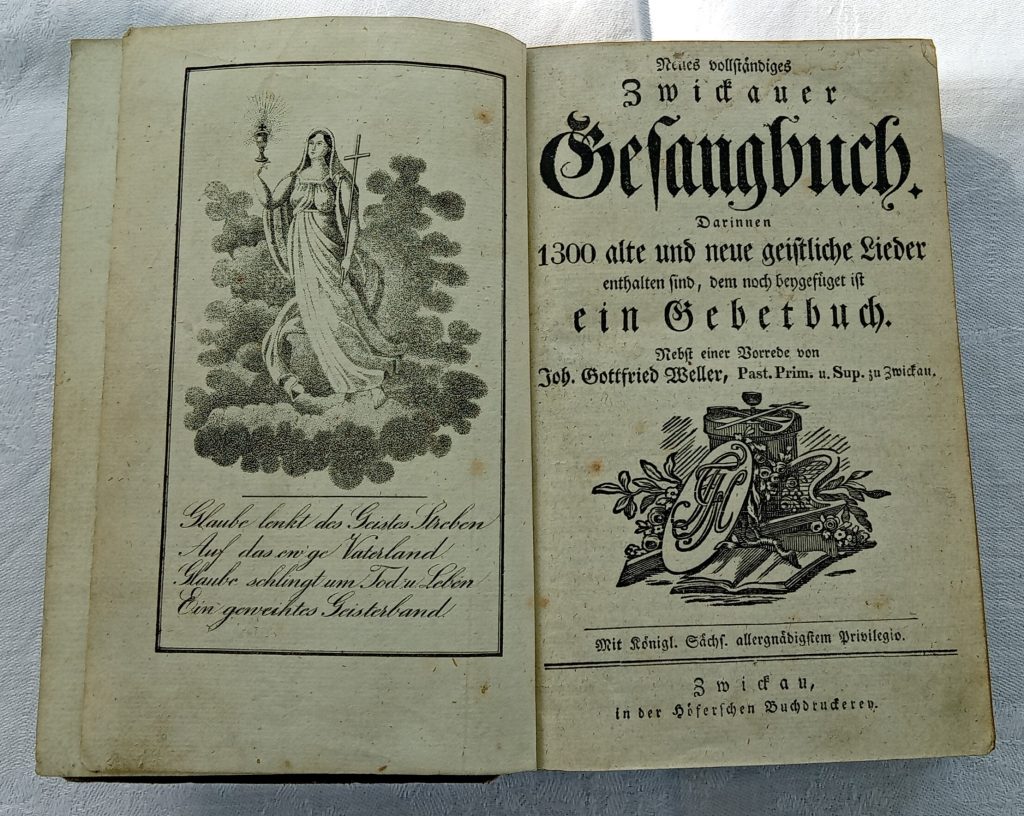 Glaube lenkt des Geistes Streben
Auf das ew'ge Vaterland
Glaube schlingt um Tod u Leben
Ein geweihtes Geisterband
Neues vollständiges
Zwickauer
Gesangbuch.
Darinnen
1300 alte und neue geistliche Lieder
enthalten sind, dem noch beygefüget ist
ein Gebetbuch.
Nebst einer Vorrede von
Joh. Gottfried Weller, Past. Prim. u. Sup. zu Zwickau.
Mit Königl. Sächs. allergnädigstem Privilegio.
Zwickau,
in der Höferschen Buchdruckerey.